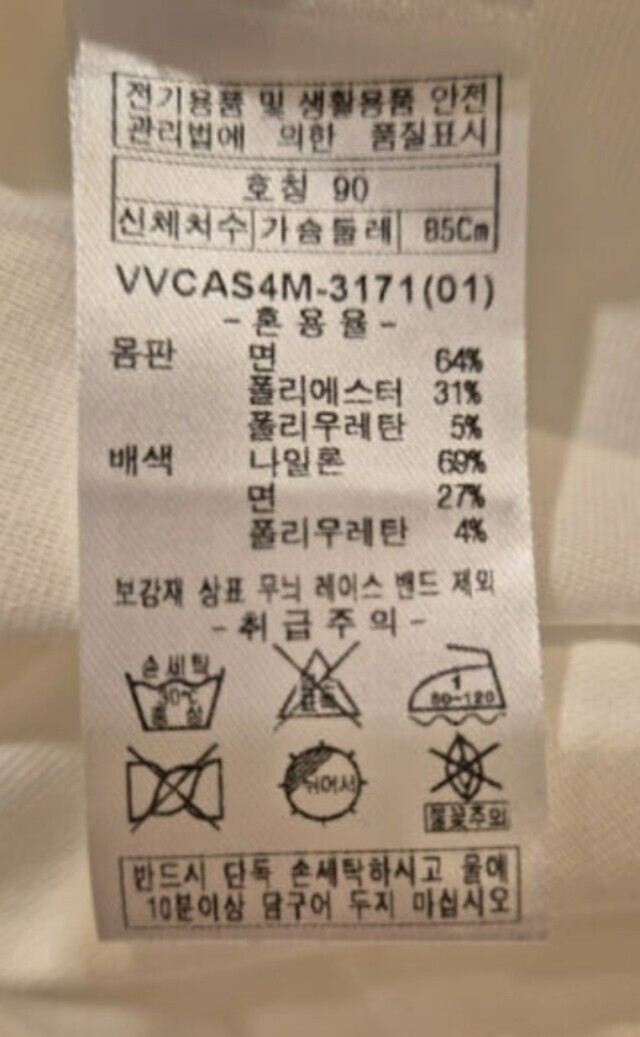 전기용품 및 생활용품 안전
관리법에 의한 품질표시
호칭 90
신체처수 가슴둘레 85Cm
VVCAS4M-3171(01)
-혼용율-
몸판 면 64%
폴리에스터 31%
폴리우레탄 5%
배색 나일론 69%
면 27%
폴리우레탄 4%
보강재 상표 무늬 레이스 밴드 제외
-취급주의-
손세탁
30℃
중성
1
80-120
뉘어서
불꽃주의
반드시 단독 손세탁하시고 물에
10분이상 담구어 두지 마십시오